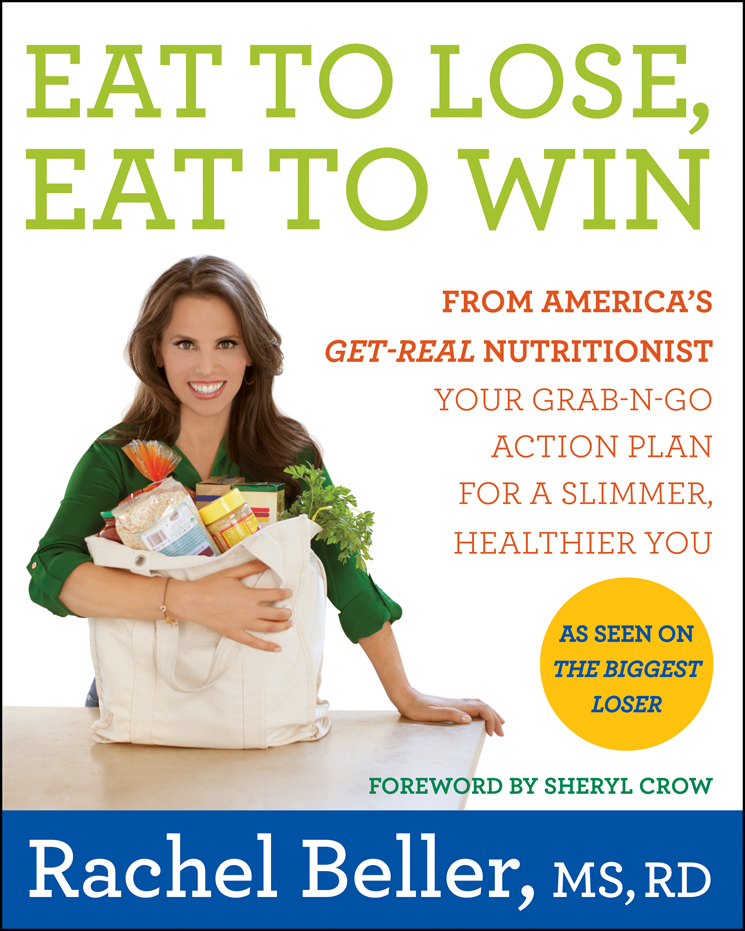 EAT TO LOSE,
EAT TO WIN
FROM AMERICA'S
GET-REAL NUTRITIONIST
YOUR GRAB-N-GO
ACTION PLAN
FOR A SLIMMER,
HEALTHIER YOU
AS SEEN ON
THE BIGGEST
LOSER
FOREWORD BY SHERYL CROW
Rachel Beller, MS, RD